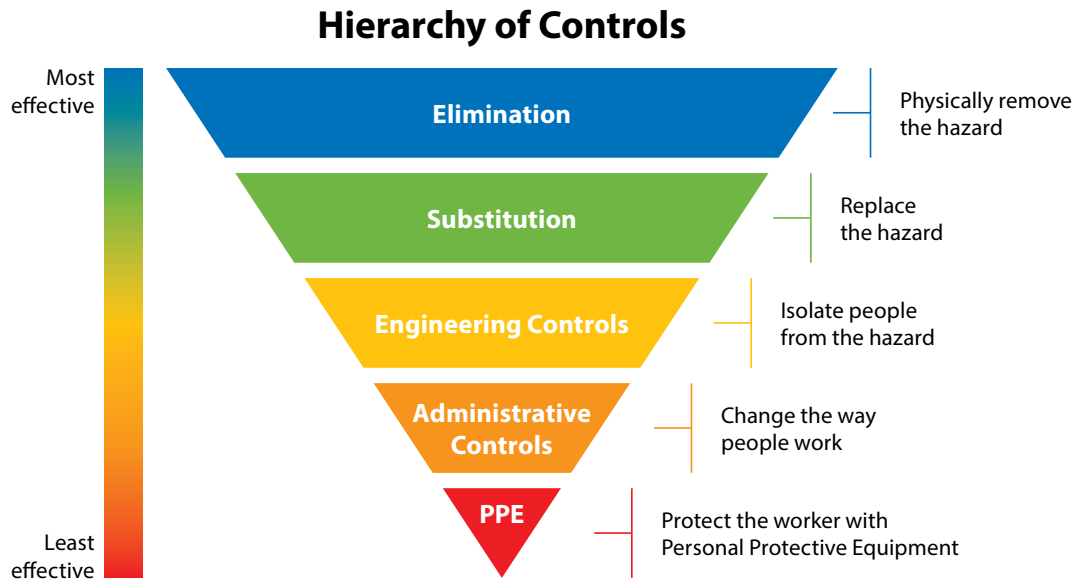 Hierarchy of Controls
Most
effective
Elimination
Physically remove
the hazard
Substitution
Replace
the hazard
Engineering Controls
Isolate people
from the hazard
Administrative
Controls
Change the way
people work
PPE
Protect the worker with
Personal Protective Equipment
Least
effective